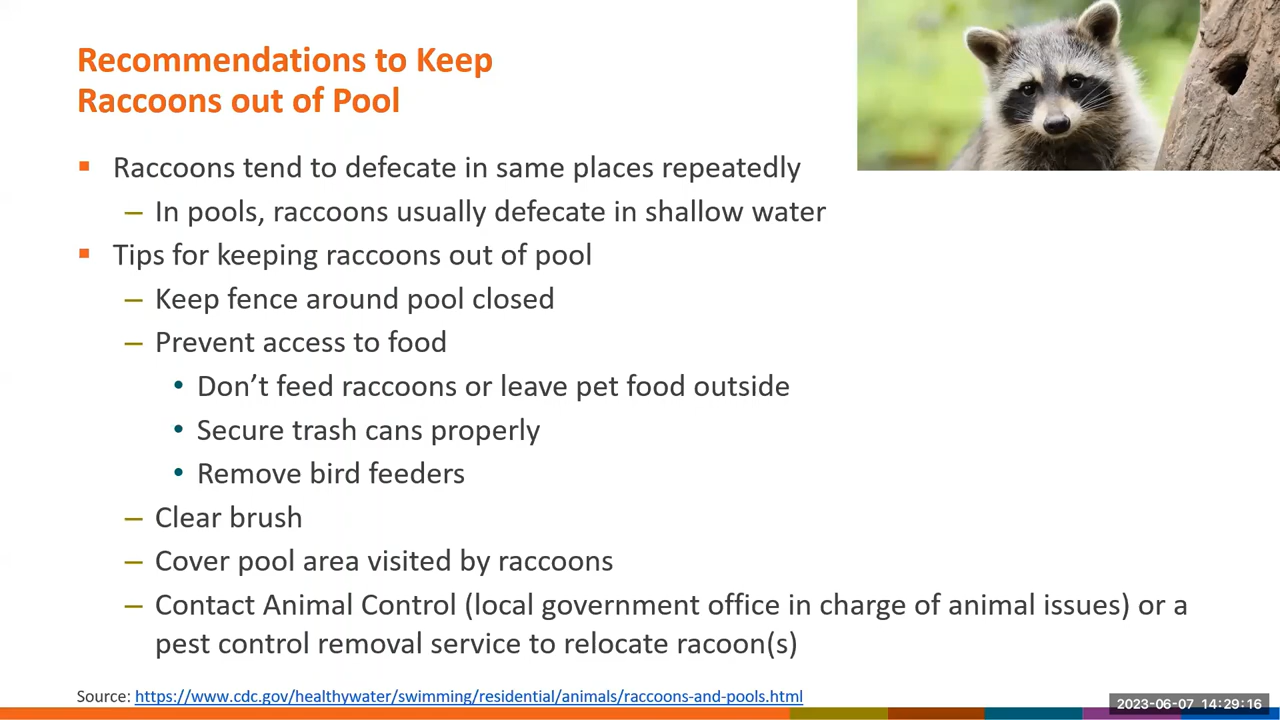 Recommendations to Keep
Raccoons out of Pool
▪ Raccoons tend to defecate in same places repeatedly
– In pools, raccoons usually defecate in shallow water
▪ Tips for keeping raccoons out of pool
– Keep fence around pool closed
– Prevent access to food
• Don’t feed raccoons or leave pet food outside
• Secure trash cans properly
• Remove bird feeders
– Clear brush
– Cover pool area visited by raccoons
– Contact Animal Control (local government office in charge of animal issues) or a
pest control removal service to relocate racoon(s)
Source: https://www.cdc.gov/healthywater/swimming/residential/animals/raccoons-and-pools.html
2023-06-07 14:29:16